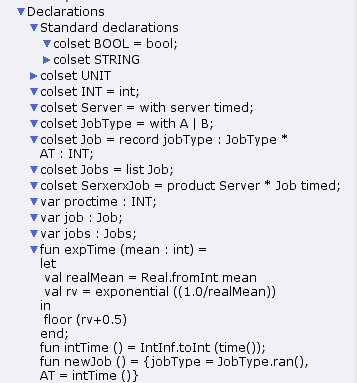 Declarations
Standard declarations
colset BOOL = bool;
colset STRING
colset UNIT
colset INT = int;
colset Server = with server timed;
colset JobType = with A | B;
colset Job = record jobType : JobType *
AT : INT;
colset Jobs = list Job;
colset SerxerxJob = product Server * Job timed;
var proctime : INT;
var job : Job;
var jobs : Jobs;
fun expTime (mean : int) =
let
val realMean = Real.fromInt mean
val rv = exponential ((1.0/realMean))
in
floor (rv+0.5)
end;
fun intTime () = IntInf.toInt (time());
fun newJob () = {jobType = JobType.ran(),
AT = intTime ()}